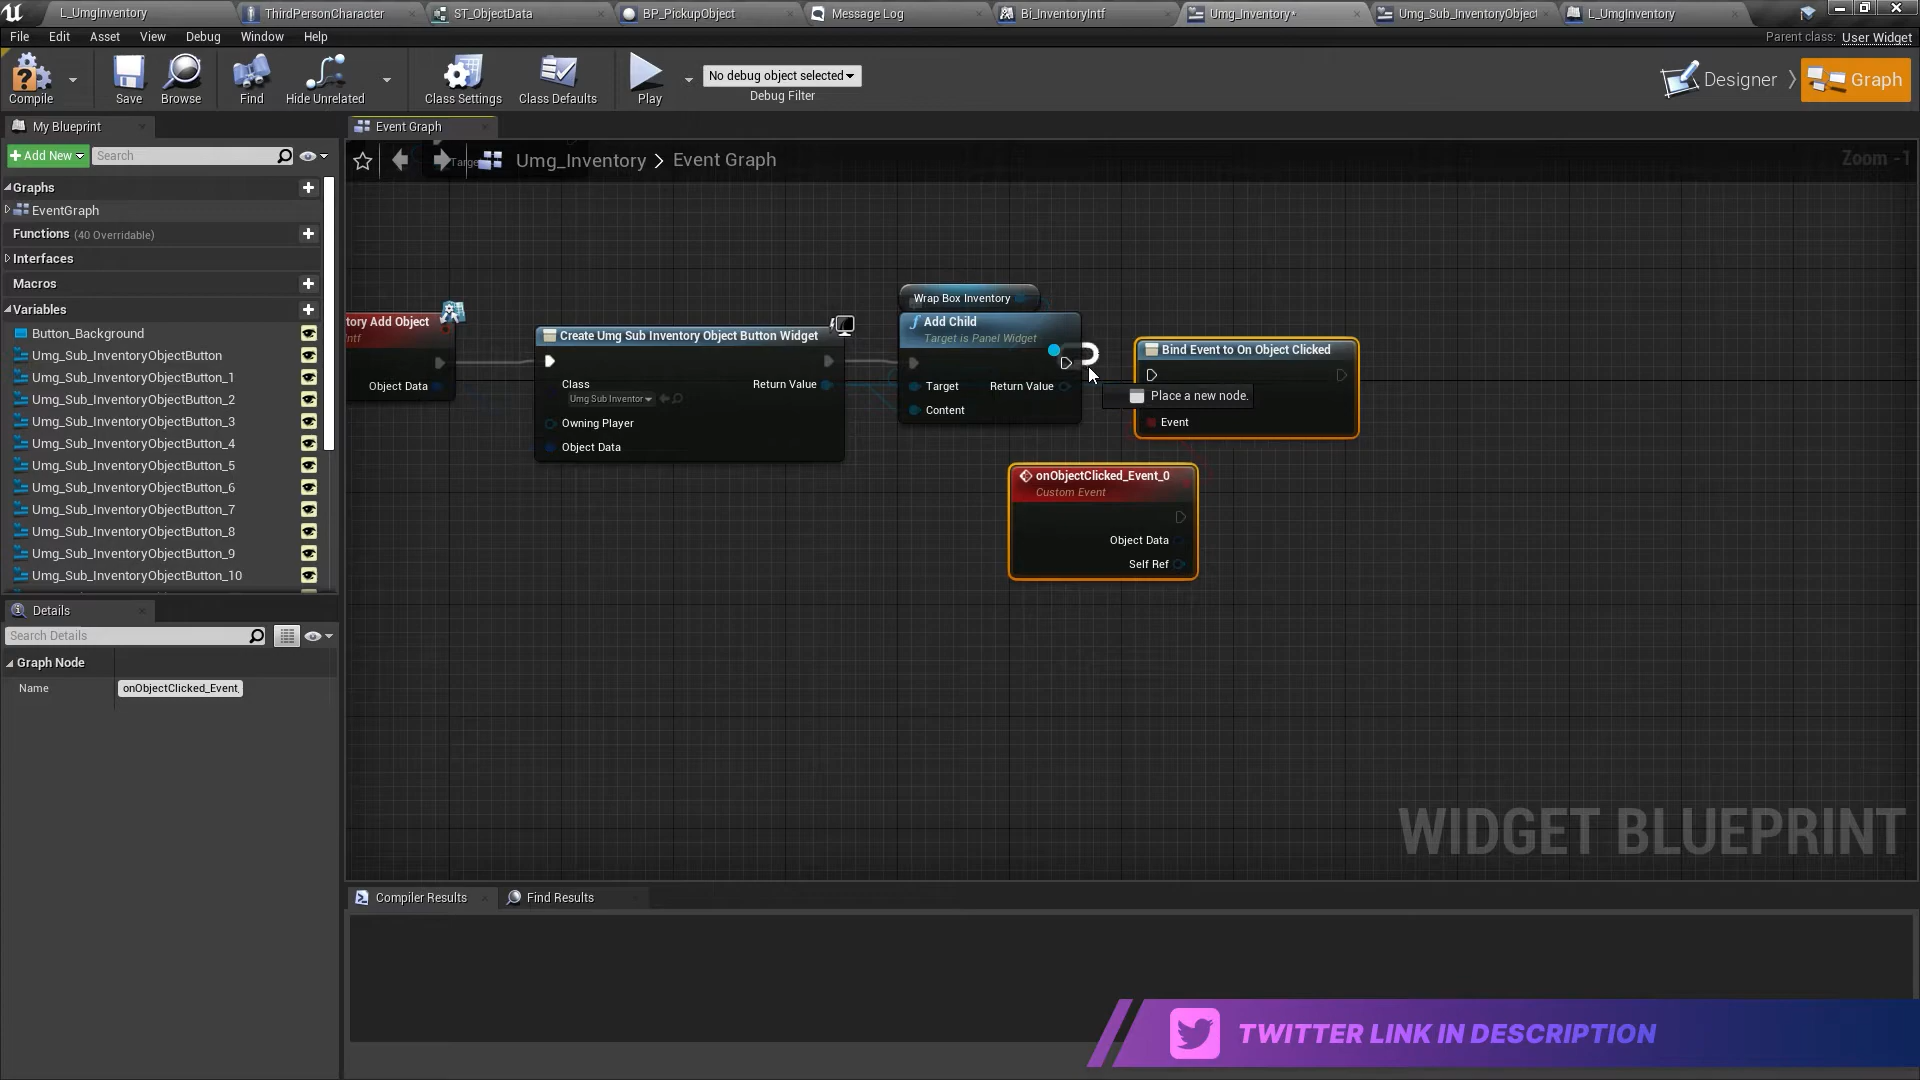 L_UmgInventory
ThirdPersonCharacter
ST_ObjectData
BP_PickupObject
Message Log
Bi_InventoryIntf
Umg_Inventory*
Umg_Sub_InventoryObject
L_UmgInventory
File
Edit
Asset
View
Debug
Window
Help
Parent class:
User Widget
Compile
Save
Browse
Find
Hide Unrelated
Class Settings
Class Defaults
Play
No debug object selected
Debug Filter
Designer
Graph
My Blueprint
Event Graph
Add New
Search
Umg_Inventory > Event Graph
Zoom -1
Graphs
EventGraph
Functions (40 Overridable)
Interfaces
Macros
Variables
Button_Background
Umg_Sub_InventoryObjectButton
Umg_Sub_InventoryObjectButton_1
Umg_Sub_InventoryObjectButton_2
Umg_Sub_InventoryObjectButton_3
Umg_Sub_InventoryObjectButton_4
Umg_Sub_InventoryObjectButton_5
Umg_Sub_InventoryObjectButton_6
Umg_Sub_InventoryObjectButton_7
Umg_Sub_InventoryObjectButton_8
Umg_Sub_InventoryObjectButton_9
Umg_Sub_InventoryObjectButton_10
tory Add Object
Intf
Object Data
Create Umg Sub Inventory Object Button Widget
Class
Umg Sub Inventor
Return Value
Owning Player
Object Data
Wrap Box Inventory
Add Child
Target is Panel Widget
Target
Return Value
Content
Bind Event to On Object Clicked
Place a new node.
Event
onObjectClicked_Event_0
Custom Event
Object Data
Self Ref
Details
Search Details
Graph Node
Name
onObjectClicked_Event_
WIDGET BLUEPRINT
Compiler Results
Find Results
TWITTER LINK IN DESCRIPTION